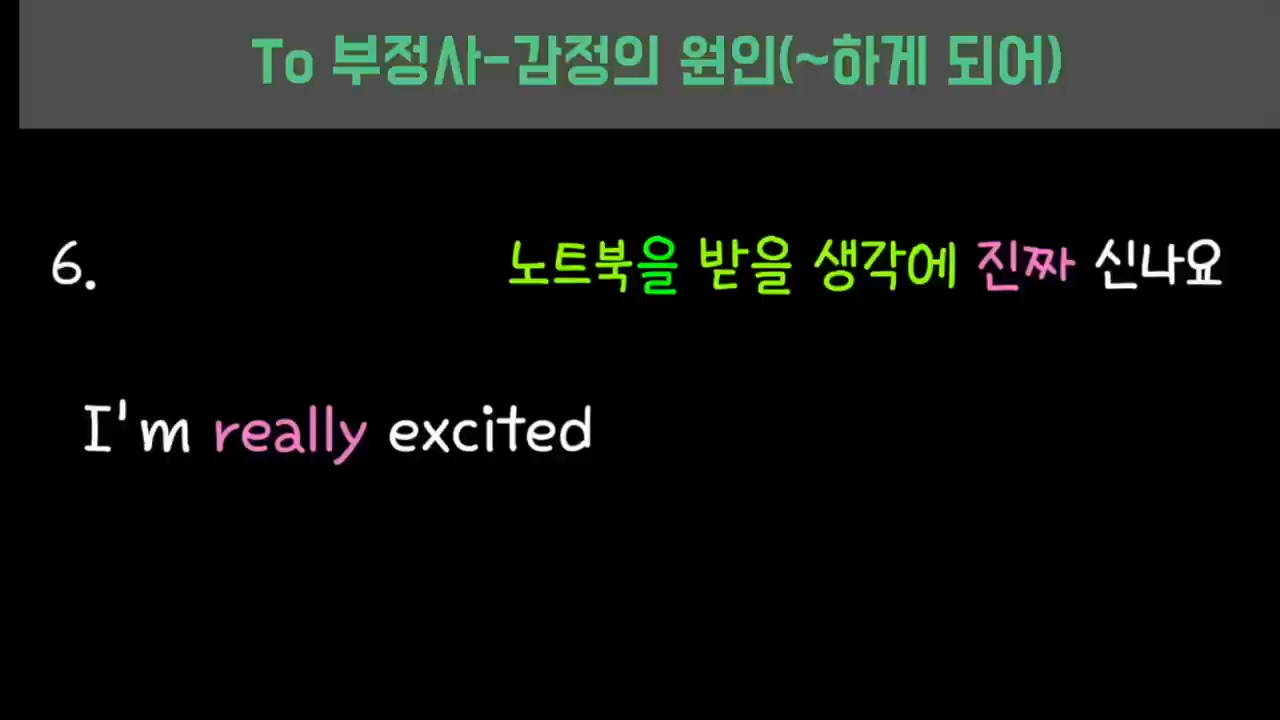 To 부정사-감정의 원인(~하게 되어)
6. 노트북을 받을 생각에 진짜 신나요
I'm really excited